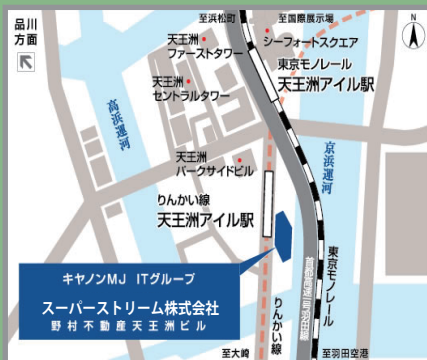 品川
方面
至浜松町
至国際展示場
N
天王洲
ファーストタワー
シーフォートスクエア
東京モノレール
天王洲アイル駅
天王洲
セントラルタワー
高浜運河
京浜運河
天王洲
パークサイドビル
りんかい線
天王洲アイル駅
キヤノンMJ ITグループ
スーパーストリーム株式会社
野村不動産天王洲ビル
首都高速一号羽田線
東京モノレール
りんかい線
至大崎
至羽田空港